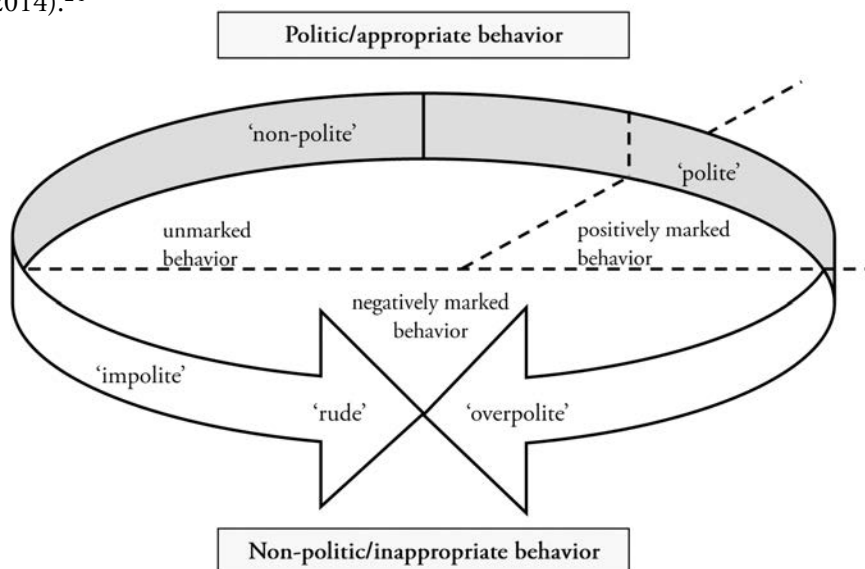 2014).
Politic/appropriate behavior
‘non-polite’
‘polite’
unmarked
behavior
positively marked
behavior
negatively marked
behavior
‘impolite’
‘rude’
‘overpolite’
Non-politic/inappropriate behavior